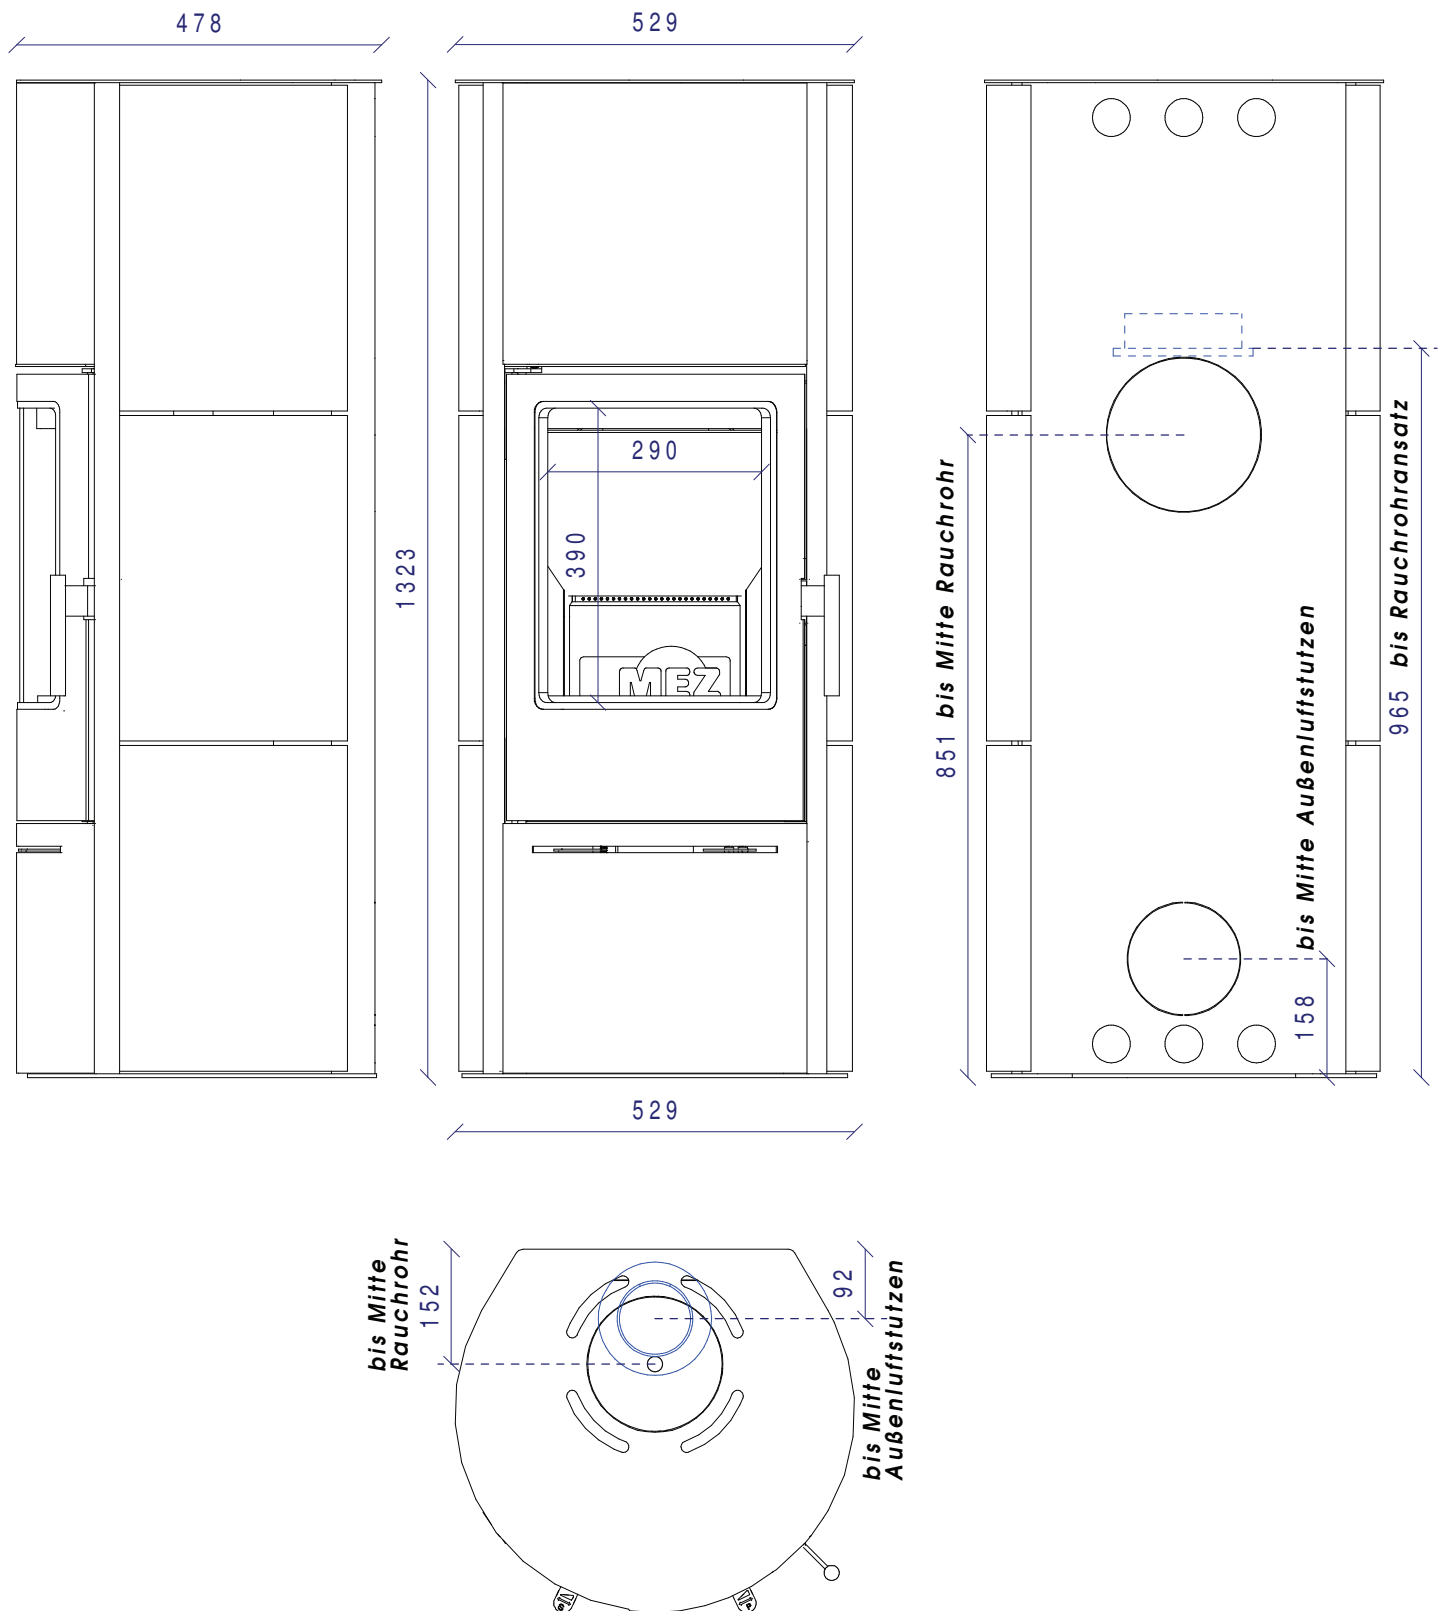 478
529
1323
290
390
MEZ
851 bis Mitte Rauchrohr
965 bis Rauchrohransatz
bis Mitte Außenluftstutzen
158
529
bis Mitte
Rauchrohr
152
92
bis Mitte
Außenluftstutzen